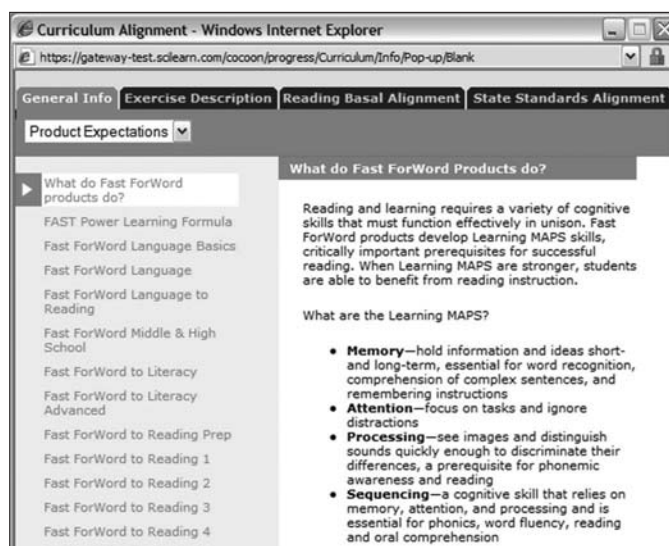 Curriculum Alignment - Windows Internet Explorer
https://gateway-test.scilearn.com/cocoon/progress/Curriculum/Info/Pop-up/Blank
General Info Exercise Description Reading Basal Alignment State Standards Alignment
Product Expectations
What do Fast ForWord
products do?
FAST Power Learning Formula
Fast ForWord Language Basics
Fast ForWord Language
Fast ForWord Language to
Reading
Fast ForWord Middle & High
School
Fast ForWord to Literacy
Fast ForWord to Literacy
Advanced
Fast ForWord to Reading Prep
Fast ForWord to Reading 1
Fast ForWord to Reading 2
Fast ForWord to Reading 3
Fast ForWord to Reading 4
What do Fast ForWord Products do?
Reading and learning requires a variety of cognitive
skills that must function effectively in unison. Fast
ForWord products develop Learning MAPS skills,
critically important prerequisites for successful
reading. When Learning MAPS are stronger, students
are able to benefit from reading instruction.
What are the Learning MAPS?
• Memory—hold information and ideas short-
and long-term, essential for word recognition,
comprehension of complex sentences, and
remembering instructions
• Attention—focus on tasks and ignore
distractions
• Processing—see images and distinguish
sounds quickly enough to discriminate their
differences, a prerequisite for phonemic
awareness and reading
• Sequencing—a cognitive skill that relies on
memory, attention, and processing and is
essential for phonics, word fluency, reading
and oral comprehension